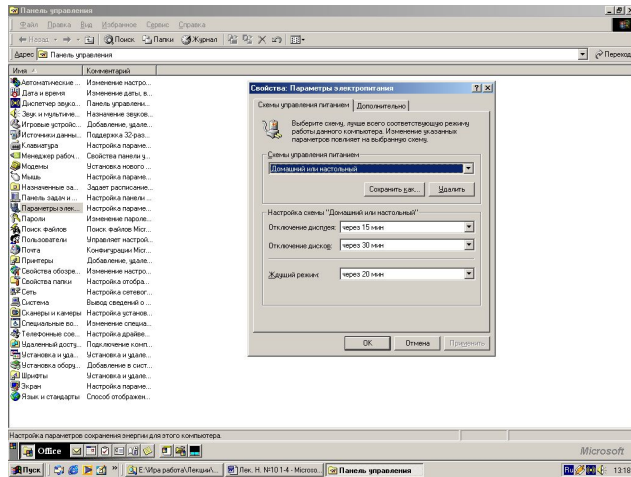 Панель управления
Файл Правка Вид Избранное Сервис Справка
Назад Поиск Папки Журнал
Адрес Панель управления Переход
Имя Комментарий
Автоматические ... Изменение настро...
Дата и время Изменение даты, в...
Диспетчер звуко... Панель управлени...
Звук и мультиме... Назначение звуков...
Игровые устройс... Добавление, удале...
Источники данны... Поддержка 32-раз...
Клавиатура Настройка параме...
Менеджер рабоч... Свойства панели у...
Модемы Установка нового ...
Мышь Настройка параме...
Назначенные за... Задает расписание...
Панель задач и ... Настройка панели ...
Параметры элек... Настройка параме...
Пароли Изменение пароле...
Поиск файлов Поиск Файлов Micr...
Пользователи Управляет настрой...
Почта Конфигурации Micr...
Принтеры Добавление, удале...
Свойства обозре... Изменение настро...
Свойства папки Настройка отобра...
Сеть Настройка сетевог...
Система Вывод сведений о ...
Сканеры и камеры Настройка установ...
Специальные во... Изменение специа...
Телефонные сое... Настройка драйве...
Удаленный досту... Подключение комп...
Установка и уда... Установка и удале...
Установка обору... Добавление в сист...
Шрифты Установка и удале...
Экран Настройка параме...
Язык и стандарты Способ отображен...
Свойства: Параметры электропитания
Схемы управления питанием Дополнительно
Выберите схему, лучше всего соответствующую режиму
работы данного компьютера. Изменение указанных
параметров повлияет на выбранную схему.
Схемы управления питанием
Домашний или настольный
Сохранить как... Удалить
Настройка схемы "Домашний или настольный"
Отключение дисплея: через 15 мин
Отключение дисков: через 30 мин
Ждущий режим: через 20 мин
OK Отмена Применить
Настройка параметров сохранения энергии для этого компьютера.
Office Microsoft
Пуск E:\Ира работа\Лекции\... Лек. Н. №10 1-4 - Microso... Панель управления Ru 13:18